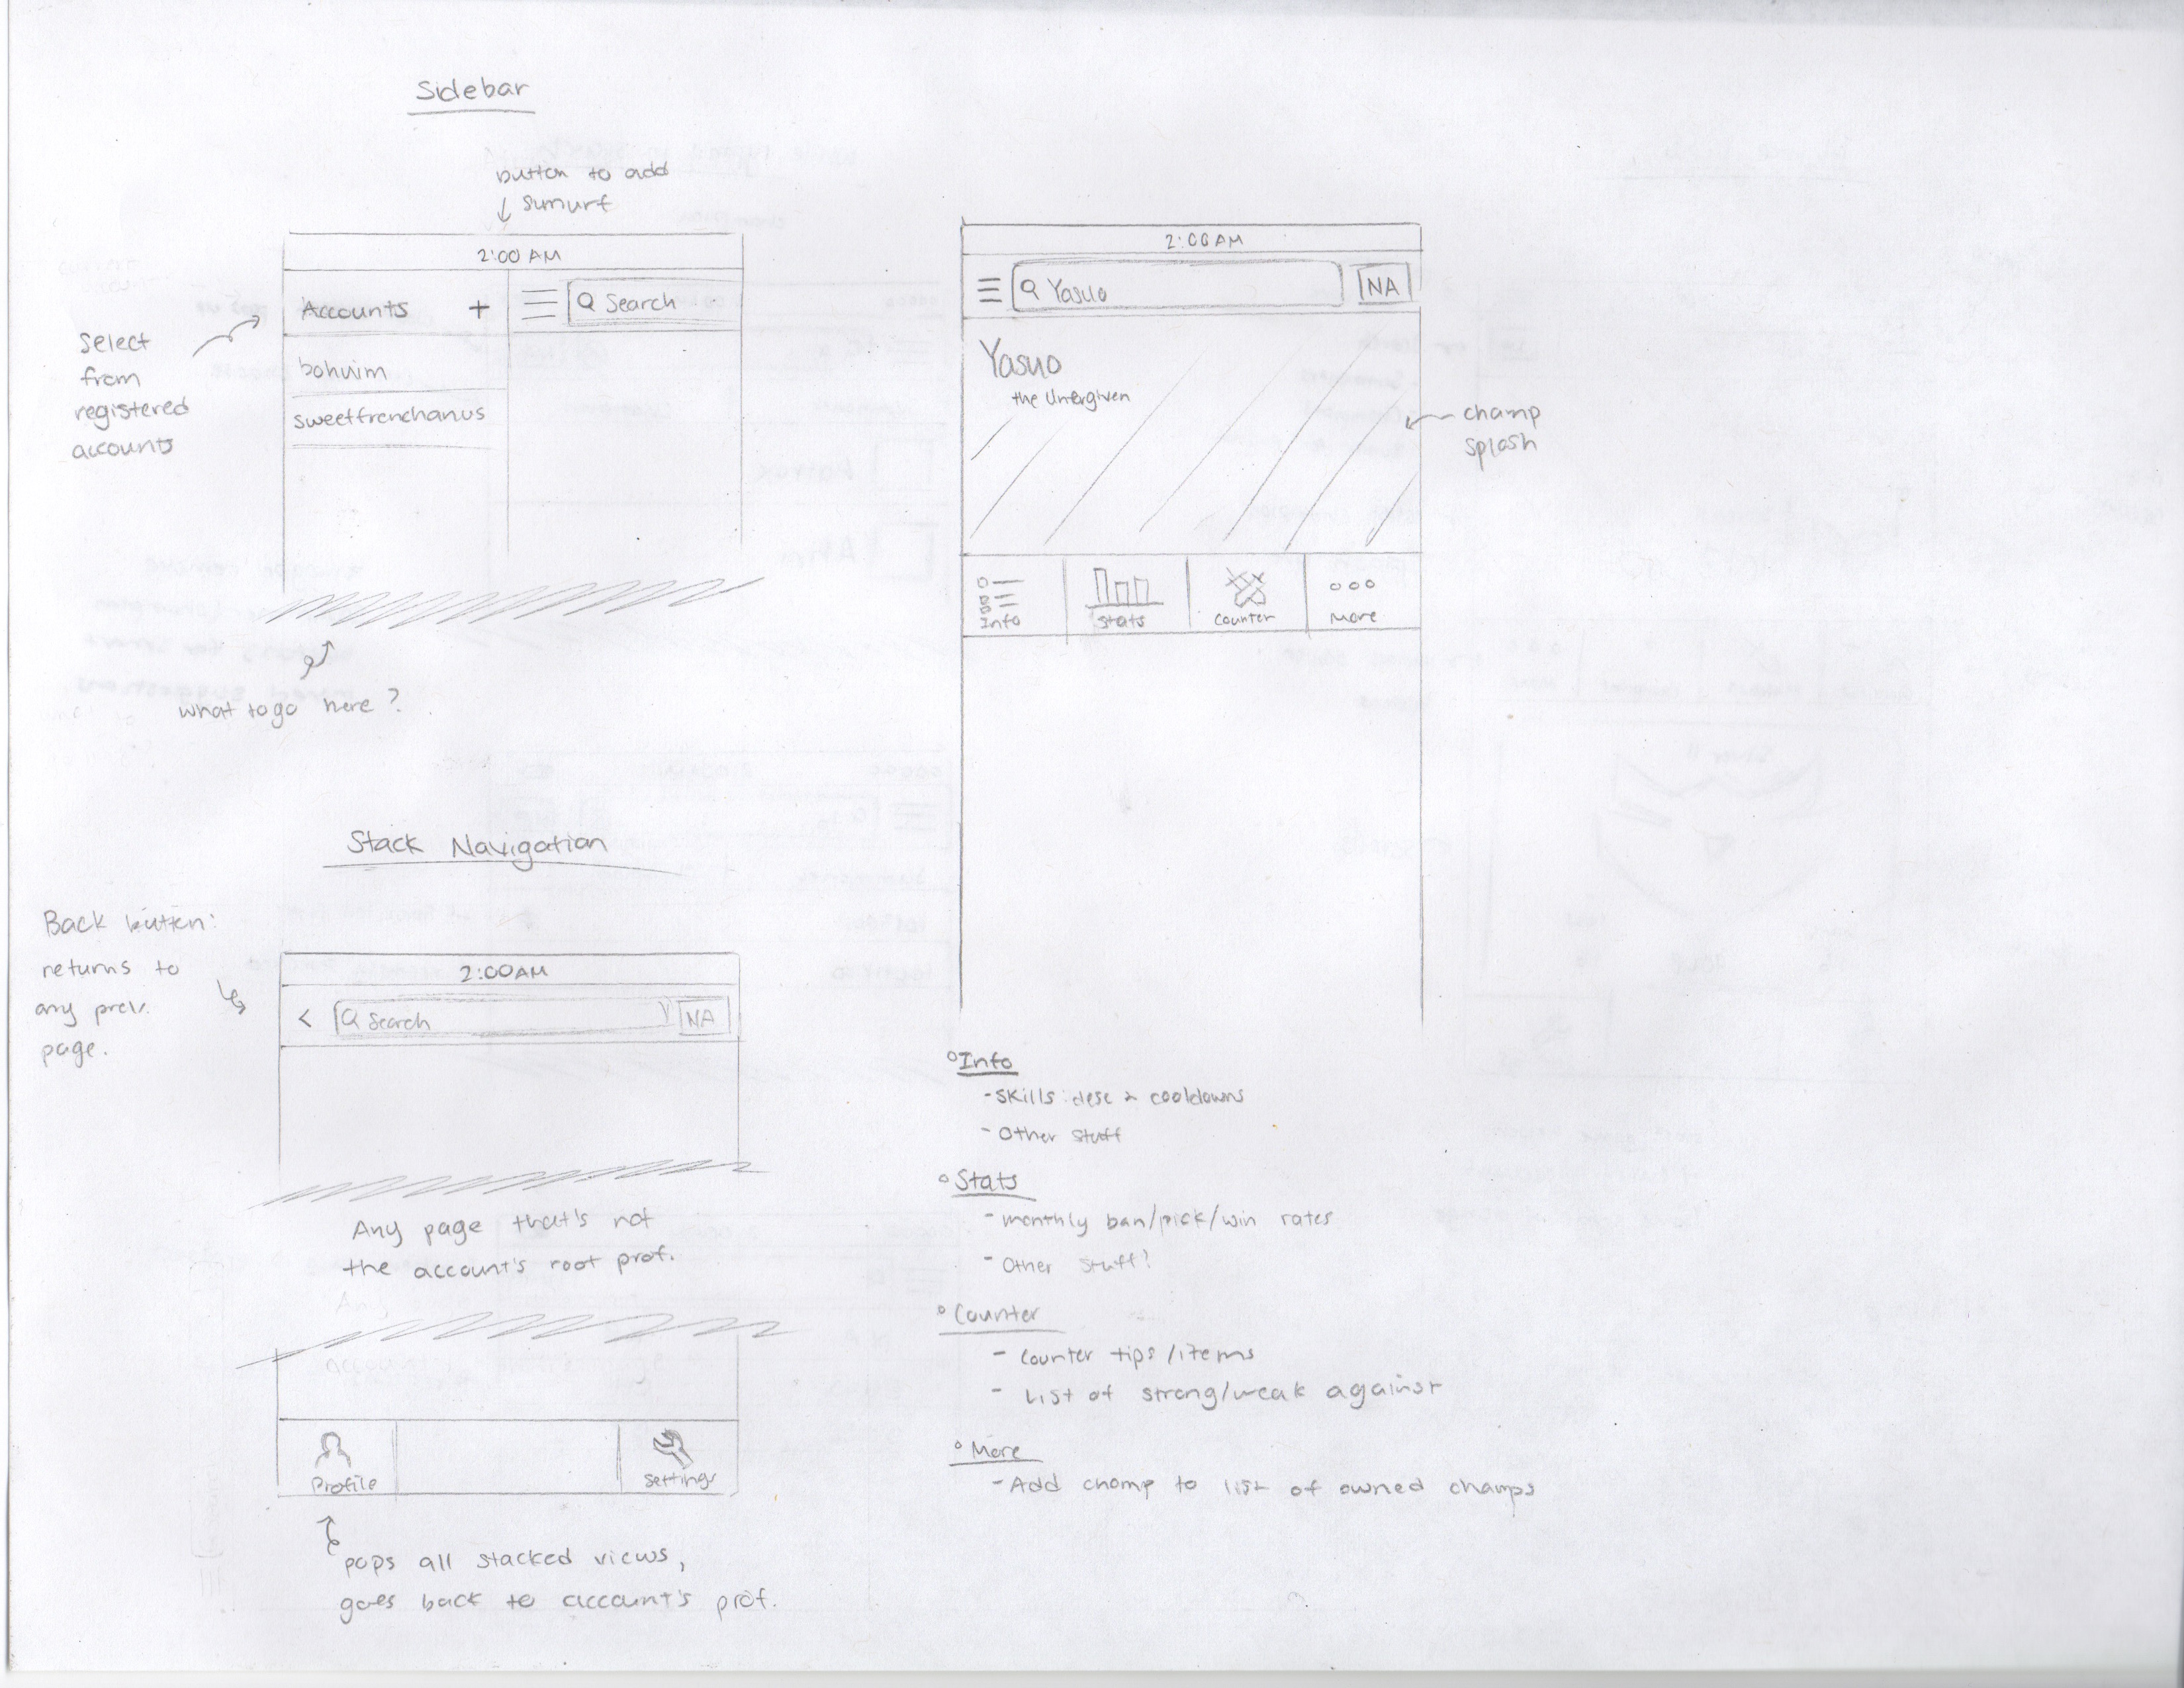 Sidebar
button to add
sumurf
2:00 AM
Accounts +
Search
bohuim
sweetfrenchanus
Select
from
registered
accounts
what to go here?
Stack Navigation
Back button:
returns to
any prev.
page.
2:00AM
< Search NA
Any page that's not
the account's root prof.
Profile
Settings
pops all stacked views,
goes back to account's prof.
2:00AM
Yasuo NA
Yasuo
the Unforgiven
champ
splash
Info
Stats
Counter
More
Info
- Skills: desc & cooldowns
- Other stuff
Stats
- monthly ban/pick/win rates
- Other stuff?
Counter
- Counter tips/items
- List of strong/weak against
More
- Add champ to list of owned champs